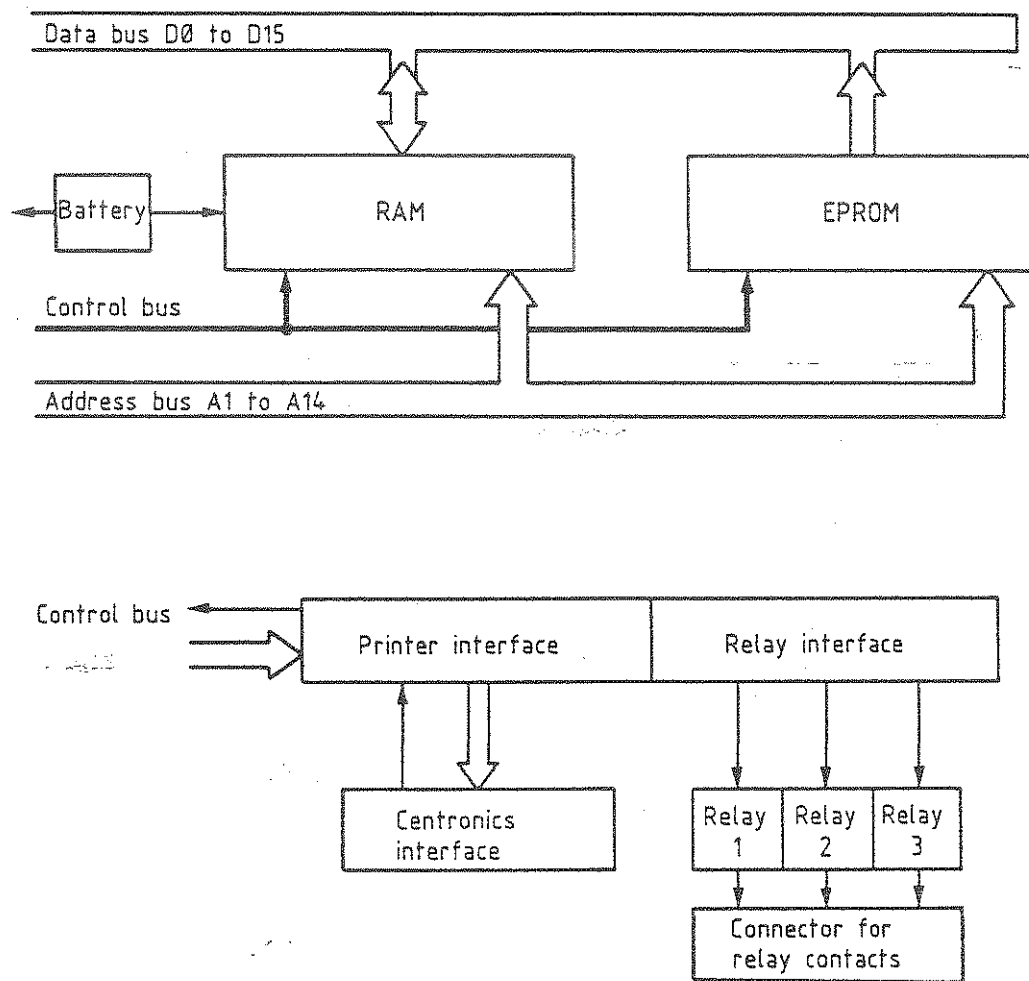 Data bus DØ to D15
Battery
RAM
EPROM
Control bus
Address bus A1 to A14
Control bus
Printer interface
Relay interface
Centronics
interface
Relay
1
Relay
2
Relay
3
Connector for
relay contacts